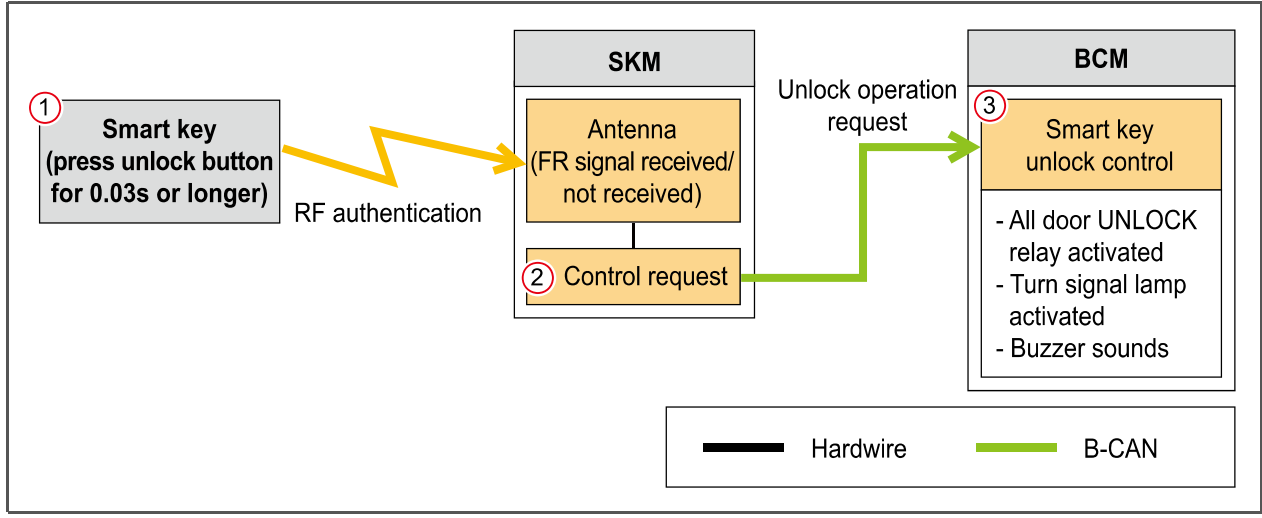 1
Smart key
(press unlock button
for 0.03s or longer)
RF authentication
SKM
Antenna
(FR signal received/
not received)
2
Control request
Unlock operation
request
BCM
3
Smart key
unlock control
- All door UNLOCK
relay activated
- Turn signal lamp
activated
- Buzzer sounds
Hardwire
B-CAN